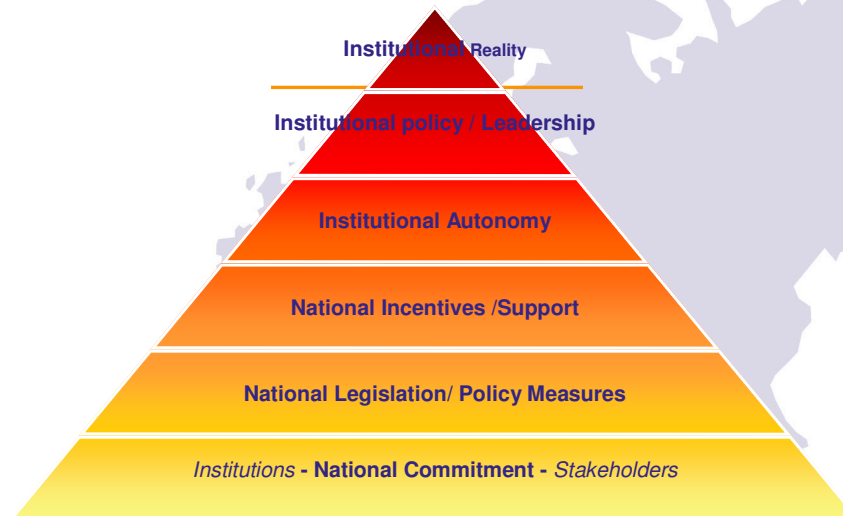 Institutional Reality
Institutional policy / Leadership
Institutional Autonomy
National Incentives /Support
National Legislation/ Policy Measures
Institutions - National Commitment - Stakeholders